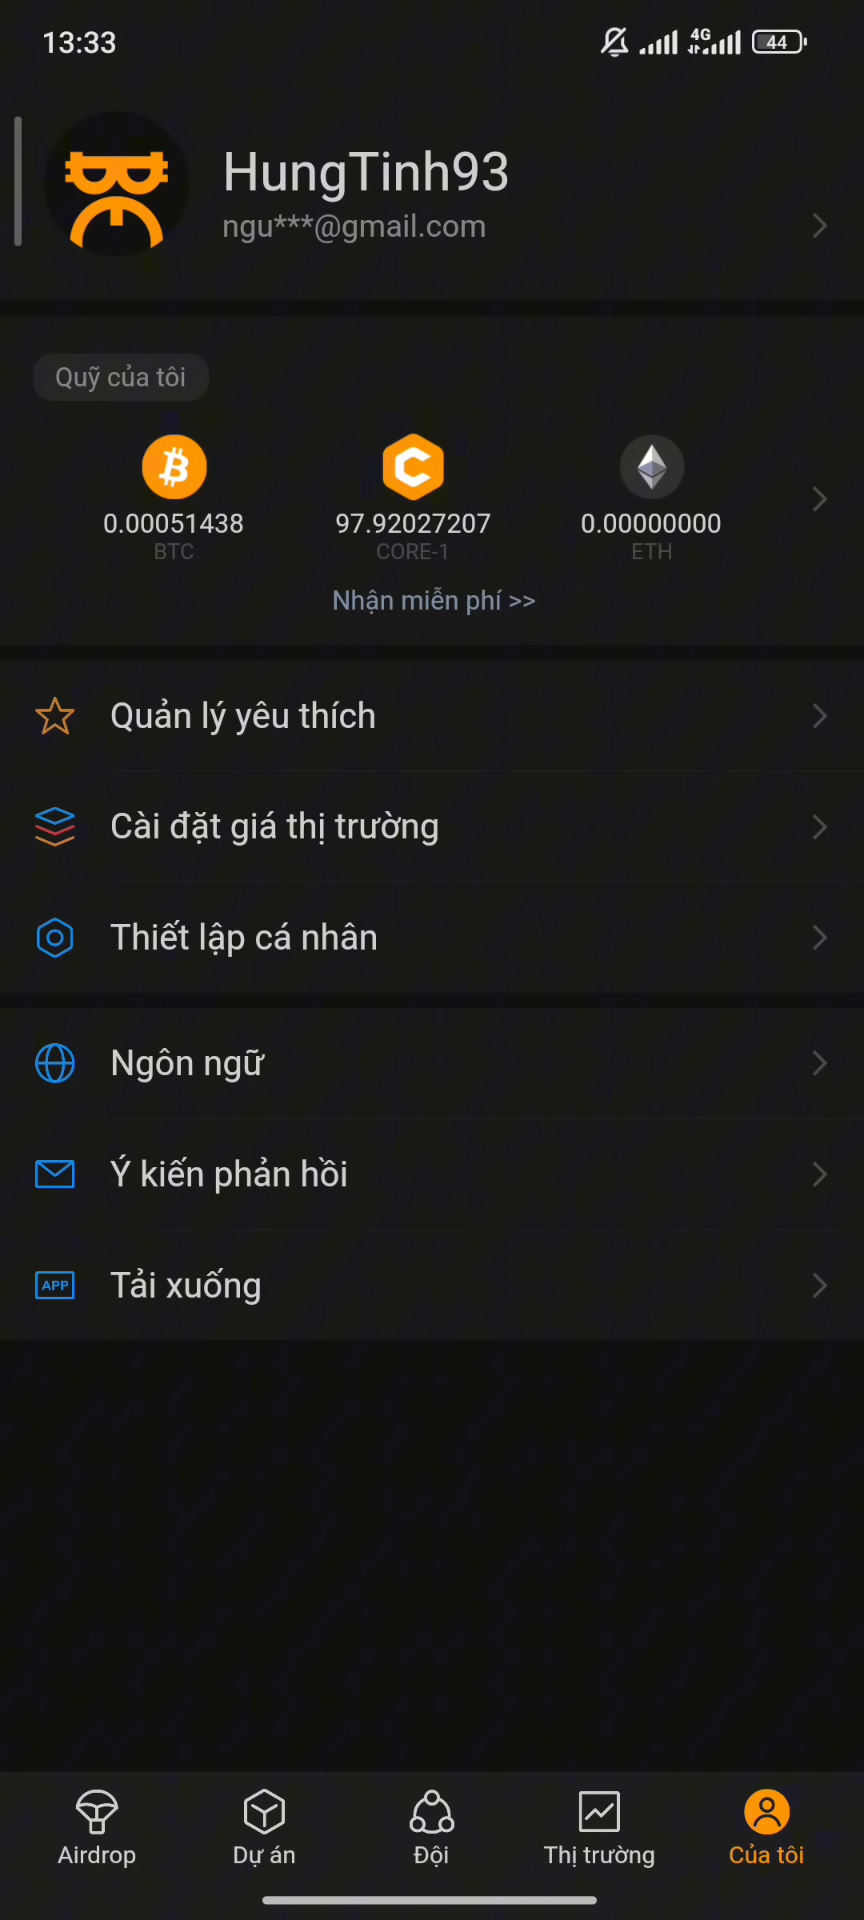 13:33
4G
44
HungTinh93
ngu***@gmail.com
Quỹ của tôi
0.00051438
BTC
97.92027207
CORE-1
0.00000000
ETH
Nhận miễn phí >>
Quản lý yêu thích
Cài đặt giá thị trường
Thiết lập cá nhân
Ngôn ngữ
Ý kiến phản hồi
APP
Tải xuống
Airdrop
Dự án
Đội
Thị trường
Của tôi